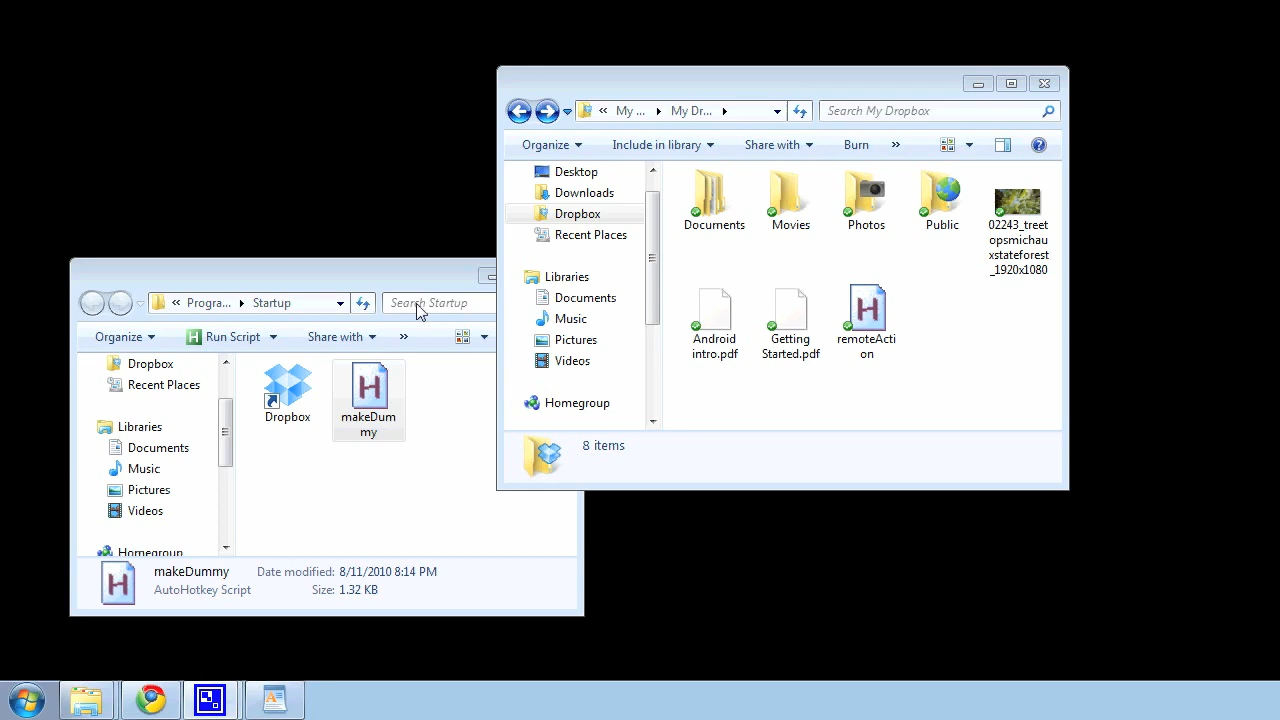 « My ... My Dr... Search My Dropbox
Organize Include in library Share with Burn »
Desktop
Downloads
Dropbox
Recent Places
Libraries
Documents
Music
Pictures
Videos
Homegroup
Documents
Movies
Photos
Public
02243_treet
opsmichau
xstateforest
_1920x1080
Android
intro.pdf
Getting
Started.pdf
remoteActi
on
8 items
« Progra... Startup Search Startup
Organize Run Script Share with »
Dropbox
Recent Places
Libraries
Documents
Music
Pictures
Videos
Homegroup
Dropbox
makeDum
my
makeDummy Date modified: 8/11/2010 8:14 PM
AutoHotkey Script Size: 1.32 KB